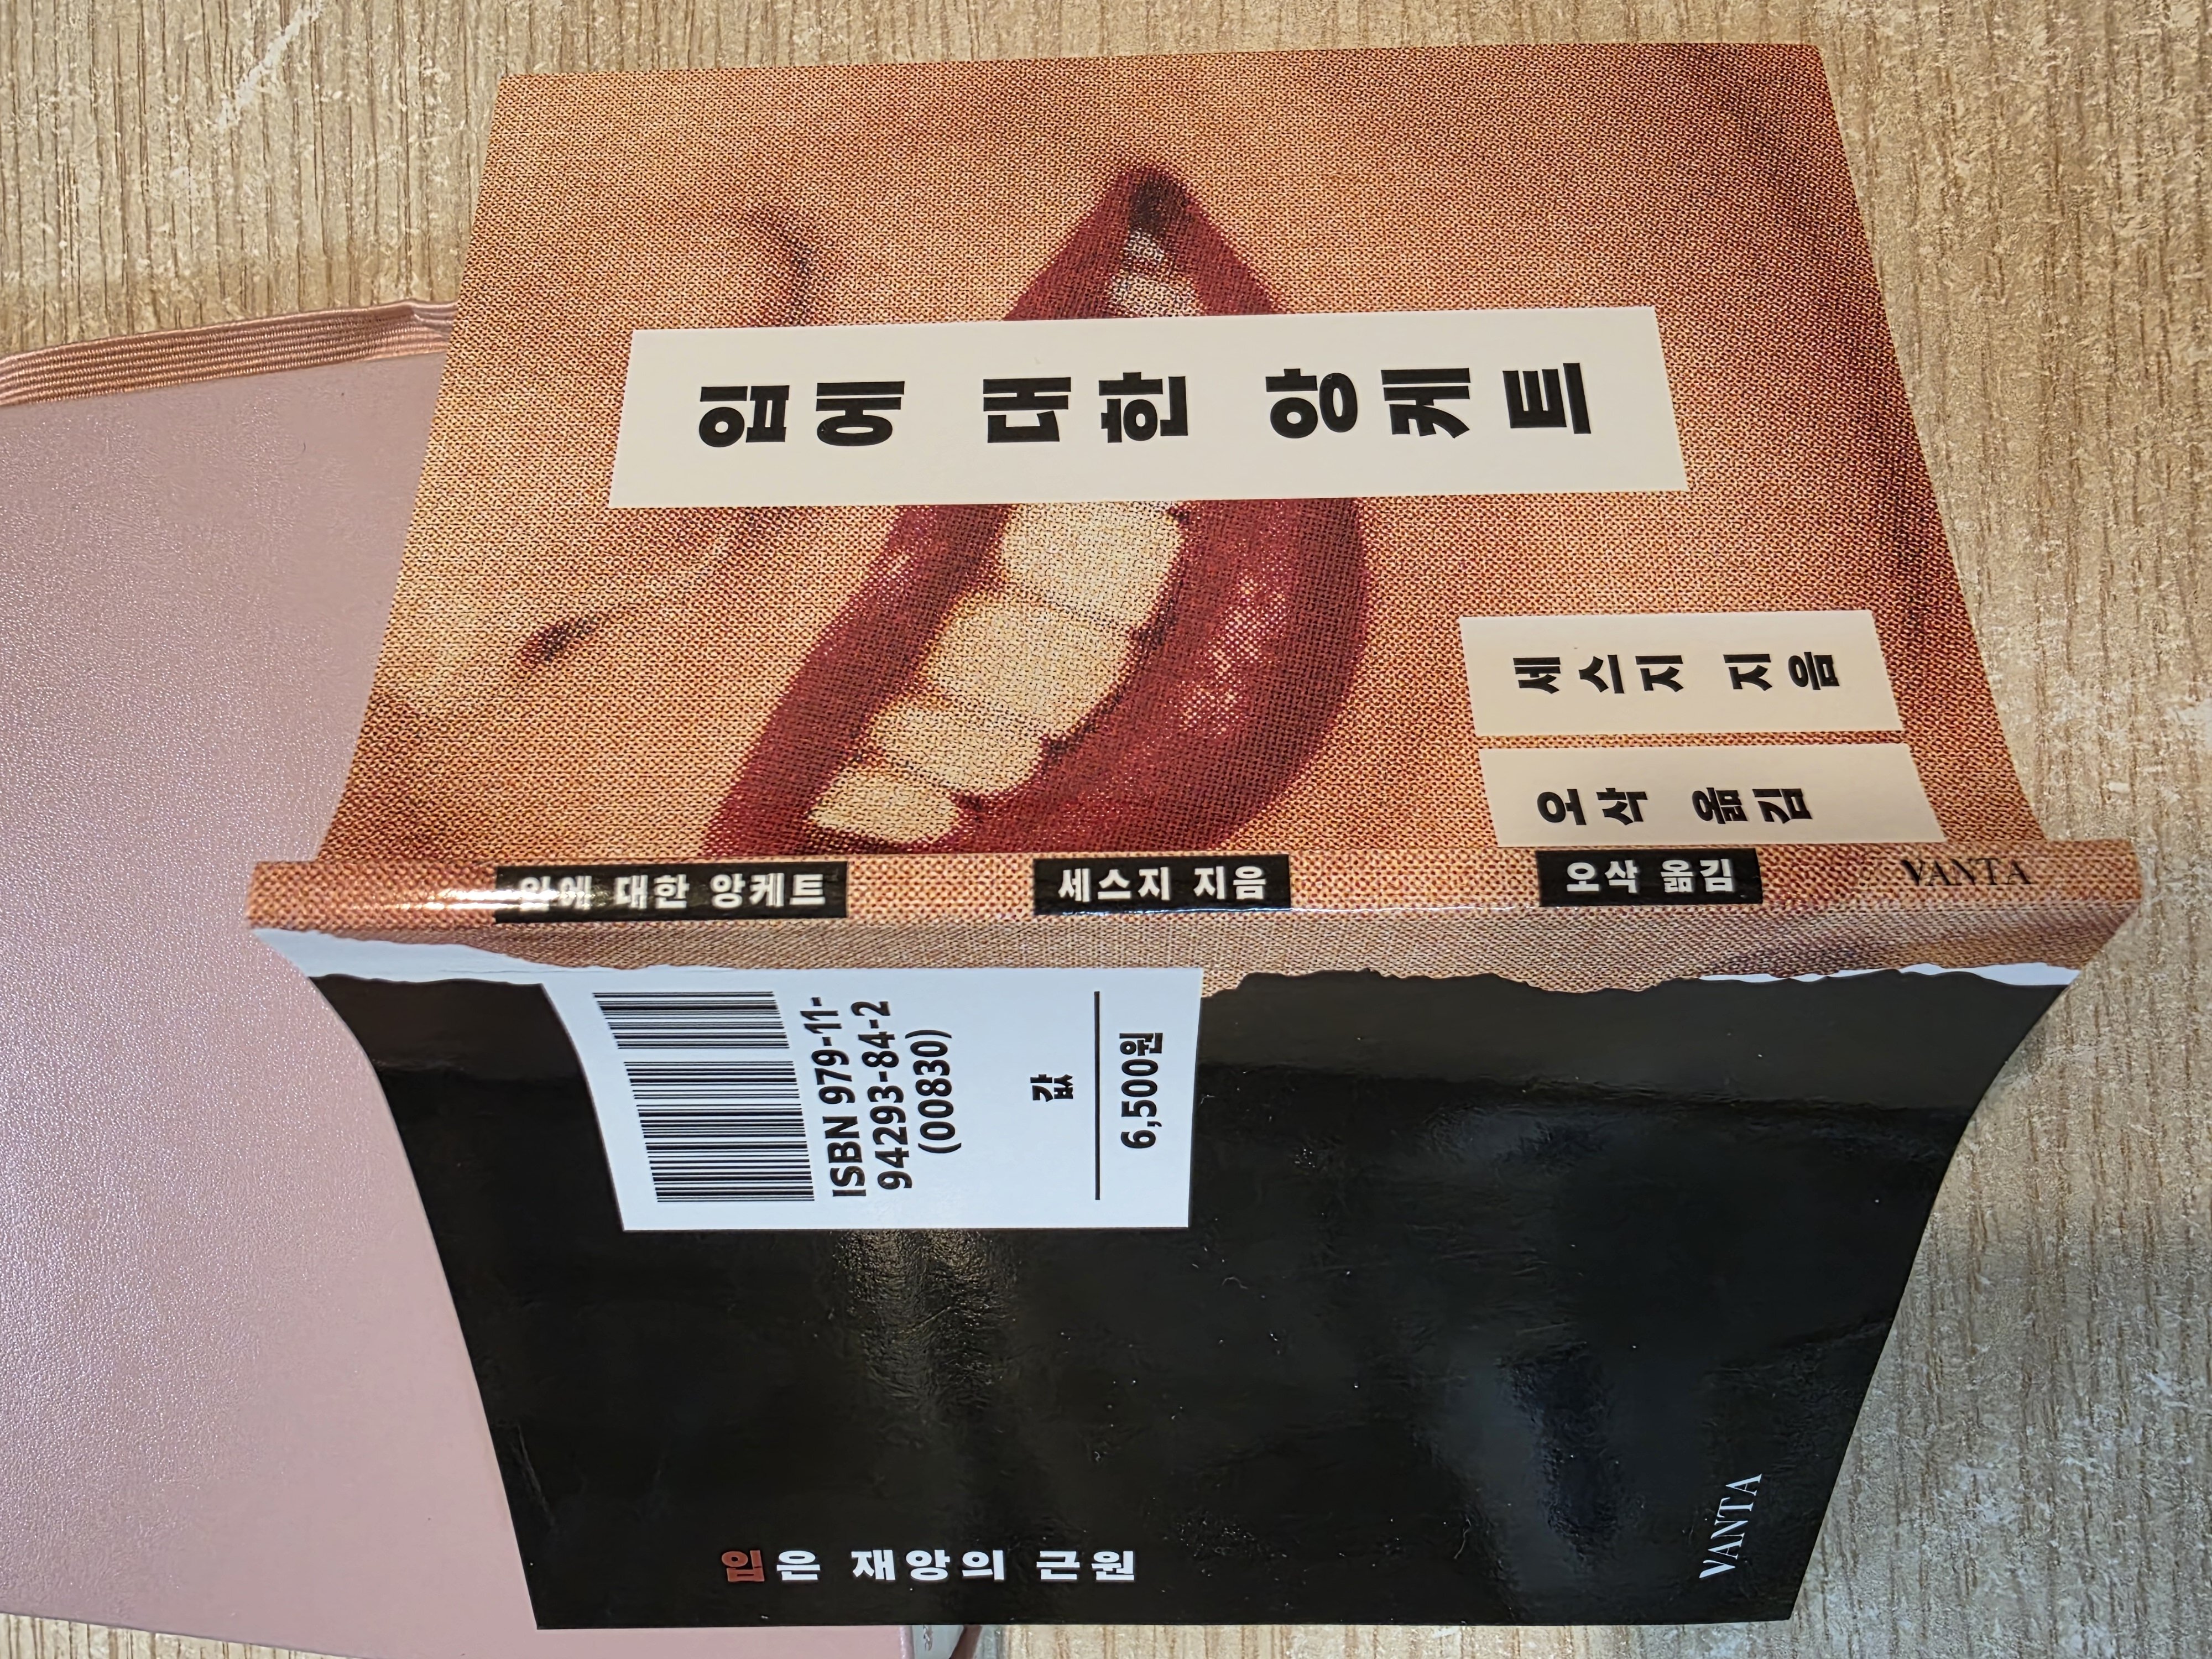 입에 대한 앙케트
세스지 지음
오삭 옮김
입에 대한 앙케트
세스지 지음
오삭 옮김
VANTA
ISBN 979-11-
94293-84-2
(00830)
값
6,500원
입은 재앙의 근원
VANTA